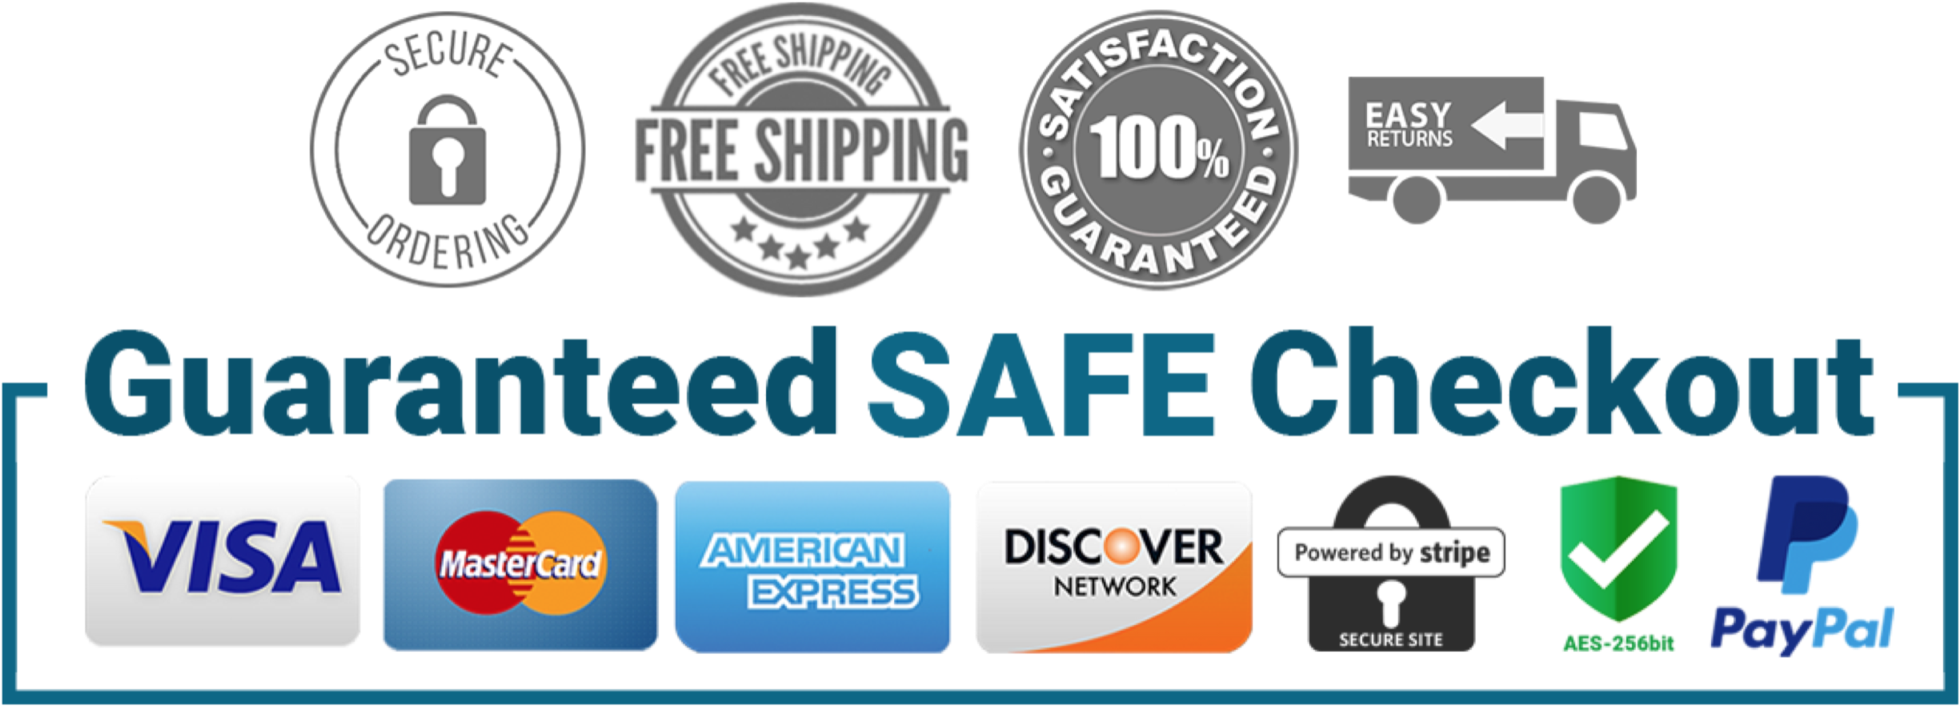 SECURE
ORDERING
FREE SHIPPING
FREE SHIPPING
SATISFACTION
100%
GUARANTEED
EASY
RETURNS
Guaranteed SAFE Checkout
VISA
MasterCard
AMERICAN
EXPRESS
DISCOVER
NETWORK
Powered by stripe
SECURE SITE
AES-256bit
PayPal